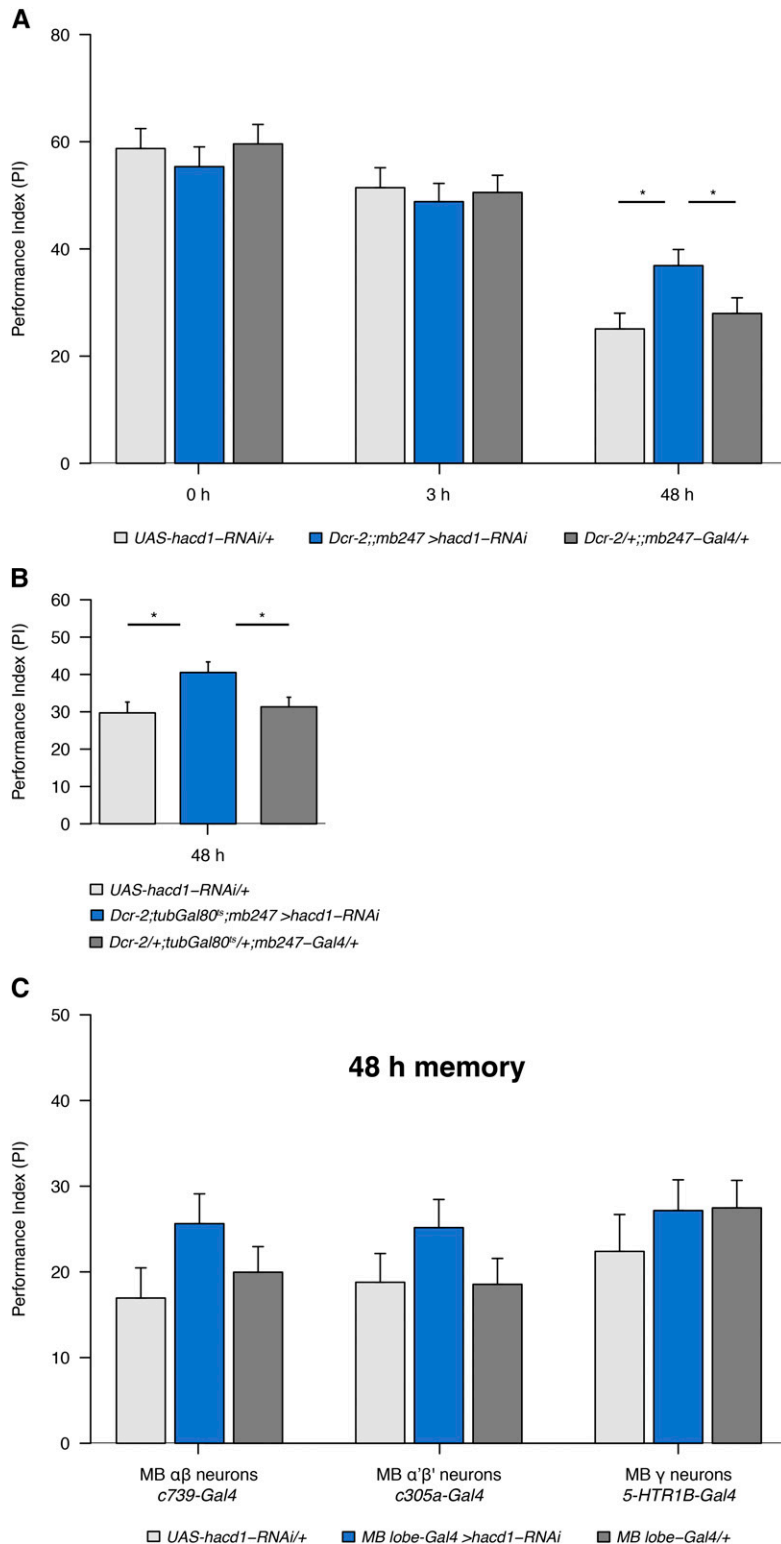 A
Performance Index (PI)
80
60
40
20
0
* *
0 h 3 h 48 h
UAS-hacd1–RNAi/+ Dcr-2;;mb247 >hacd1–RNAi Dcr-2/+;;mb247–Gal4/+
B
Performance Index (PI)
60
50
40
30
20
10
0
* *
48 h
UAS-hacd1–RNAi/+
Dcr-2;tubGal80ts;mb247 >hacd1–RNAi
Dcr-2/+;tubGal80ts/+;mb247–Gal4/+
C
Performance Index (PI)
50
40
30
20
10
0
48 h memory
MB αβ neurons MB α'β' neurons MB γ neurons
c739-Gal4 c305a-Gal4 5-HTR1B-Gal4
UAS-hacd1–RNAi/+ MB lobe-Gal4 >hacd1–RNAi MB lobe–Gal4/+